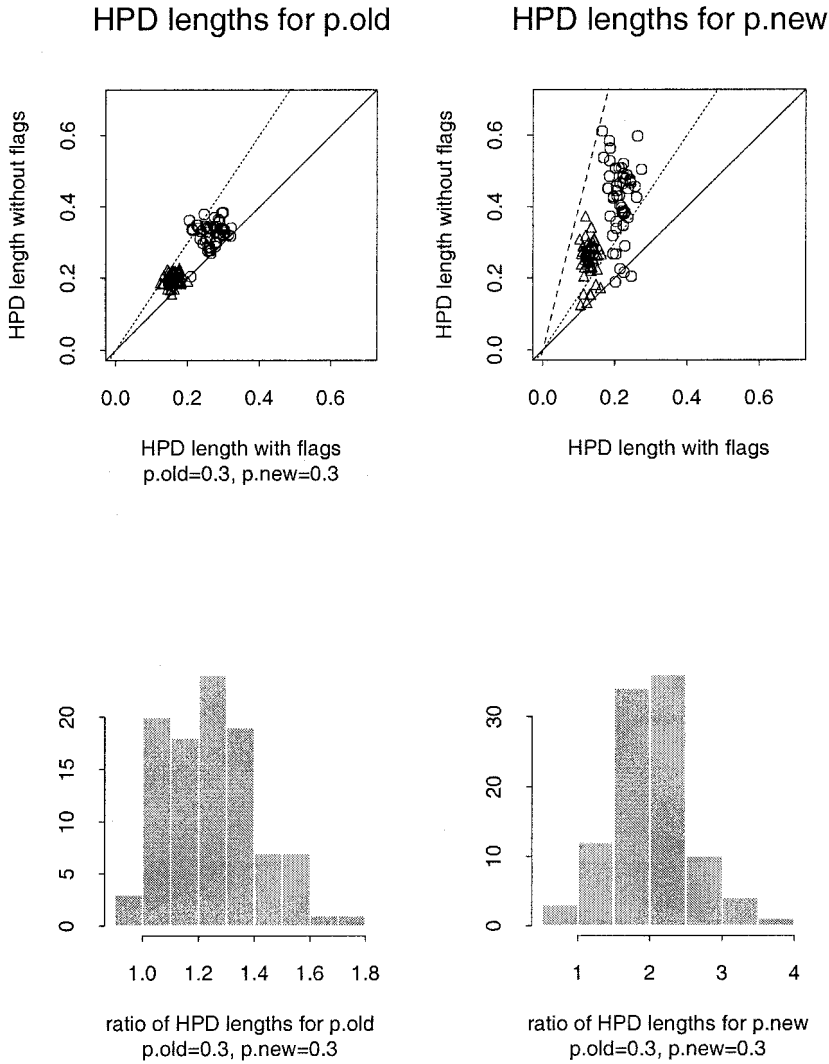 HPD lengths for p.old
HPD lengths for p.new
HPD length without flags
0.0 0.2 0.4 0.6
0.0 0.2 0.4 0.6
HPD length with flags
p.old=0.3, p.new=0.3
HPD length without flags
0.0 0.2 0.4 0.6
0.0 0.2 0.4 0.6
HPD length with flags
0 5 10 15 20
1.0 1.2 1.4 1.6 1.8
ratio of HPD lengths for p.old
p.old=0.3, p.new=0.3
0 10 20 30
1 2 3 4
ratio of HPD lengths for p.new
p.old=0.3, p.new=0.3